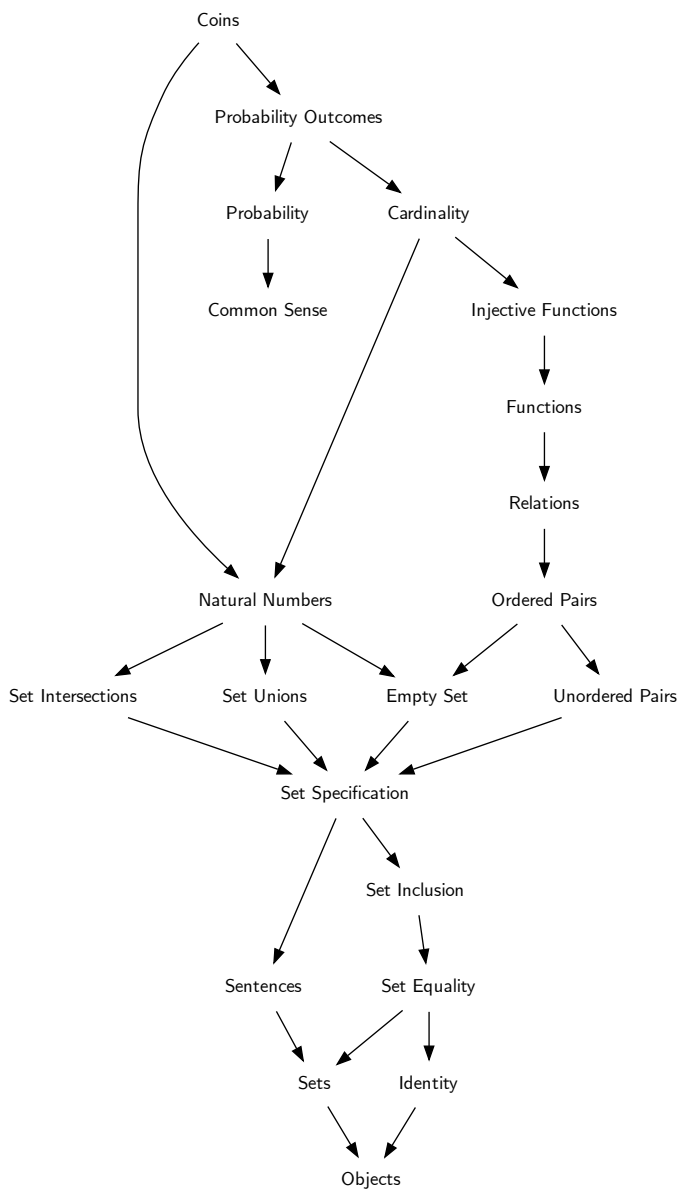 Coins
Probability Outcomes
Probability
Cardinality
Common Sense
Injective Functions
Functions
Relations
Natural Numbers
Ordered Pairs
Set Intersections
Set Unions
Empty Set
Unordered Pairs
Set Specification
Set Inclusion
Sentences
Set Equality
Sets
Identity
Objects